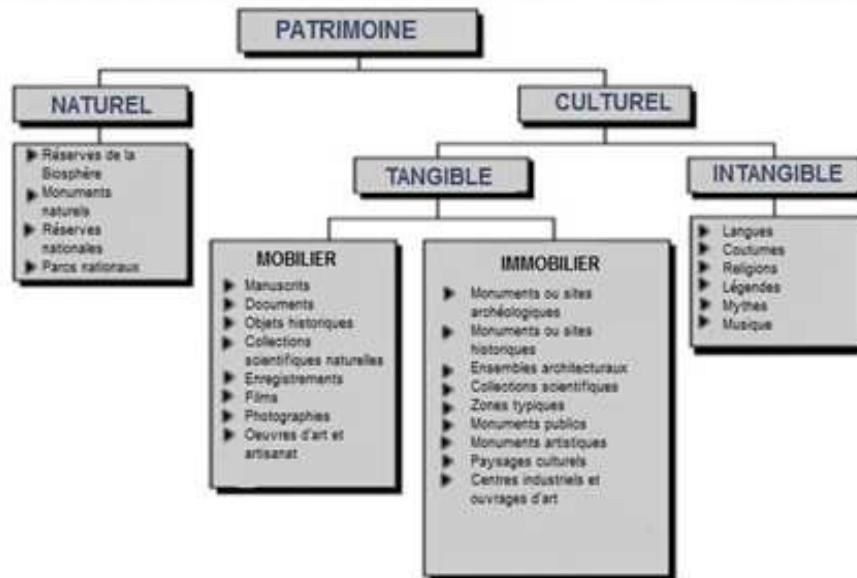 PATRIMOINE
NATUREL
Réserves de la
Biosphère
Monuments
naturels
Réserves
nationales
Parcs nationaux
CULTUREL
TANGIBLE
MOBILIER
Manuscrits
Documents
Objets historiques
Collections
scientifiques naturelles
Enregistrements
Films
Photographies
Oeuvres d'art et
artisanat
IMMOBILIER
Monuments ou sites
archéologiques
Monuments ou sites
historiques
Ensembles architecturaux
Collections scientifiques
Zones typiques
Monuments publics
Monuments artistiques
Paysages culturels
Centres industriels et
ouvrages d'art
INTANGIBLE
Langues
Coutumes
Religions
Légendes
Mythes
Musique